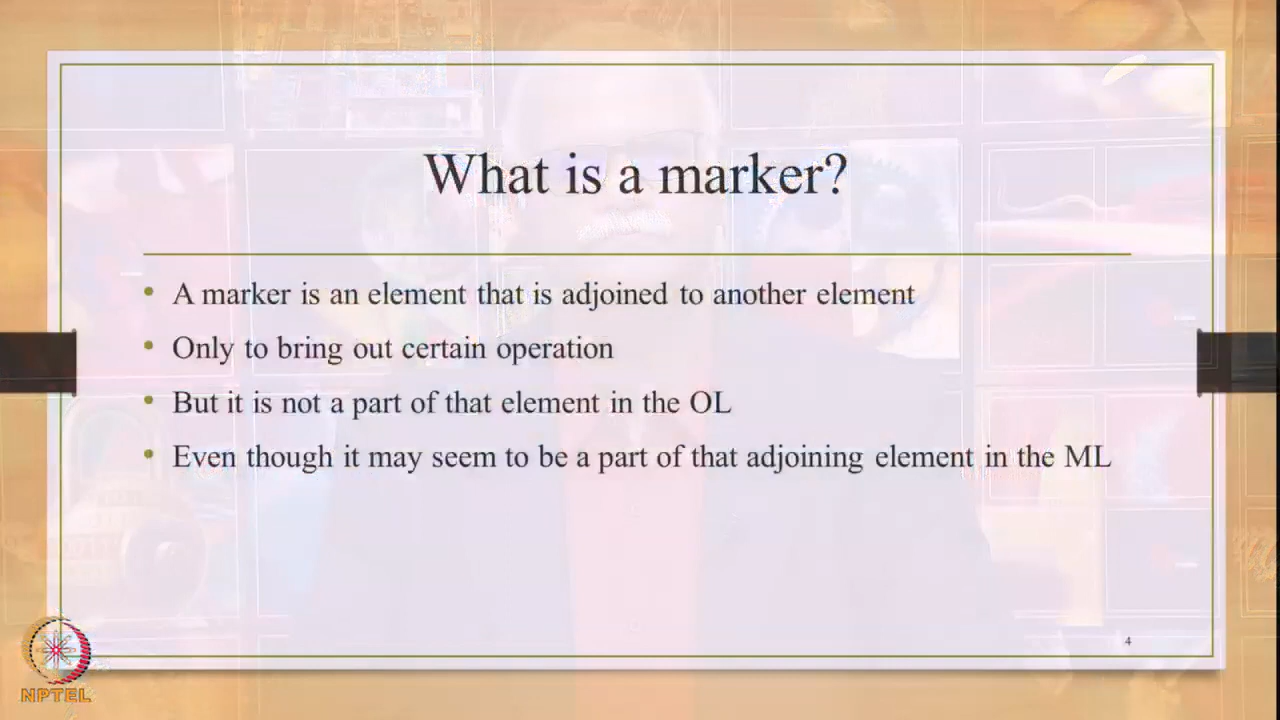 What is a marker?
• A marker is an element that is adjoined to another element
• Only to bring out certain operation
• But it is not a part of that element in the OL
• Even though it may seem to be a part of that adjoining element in the ML
4
NPTEL